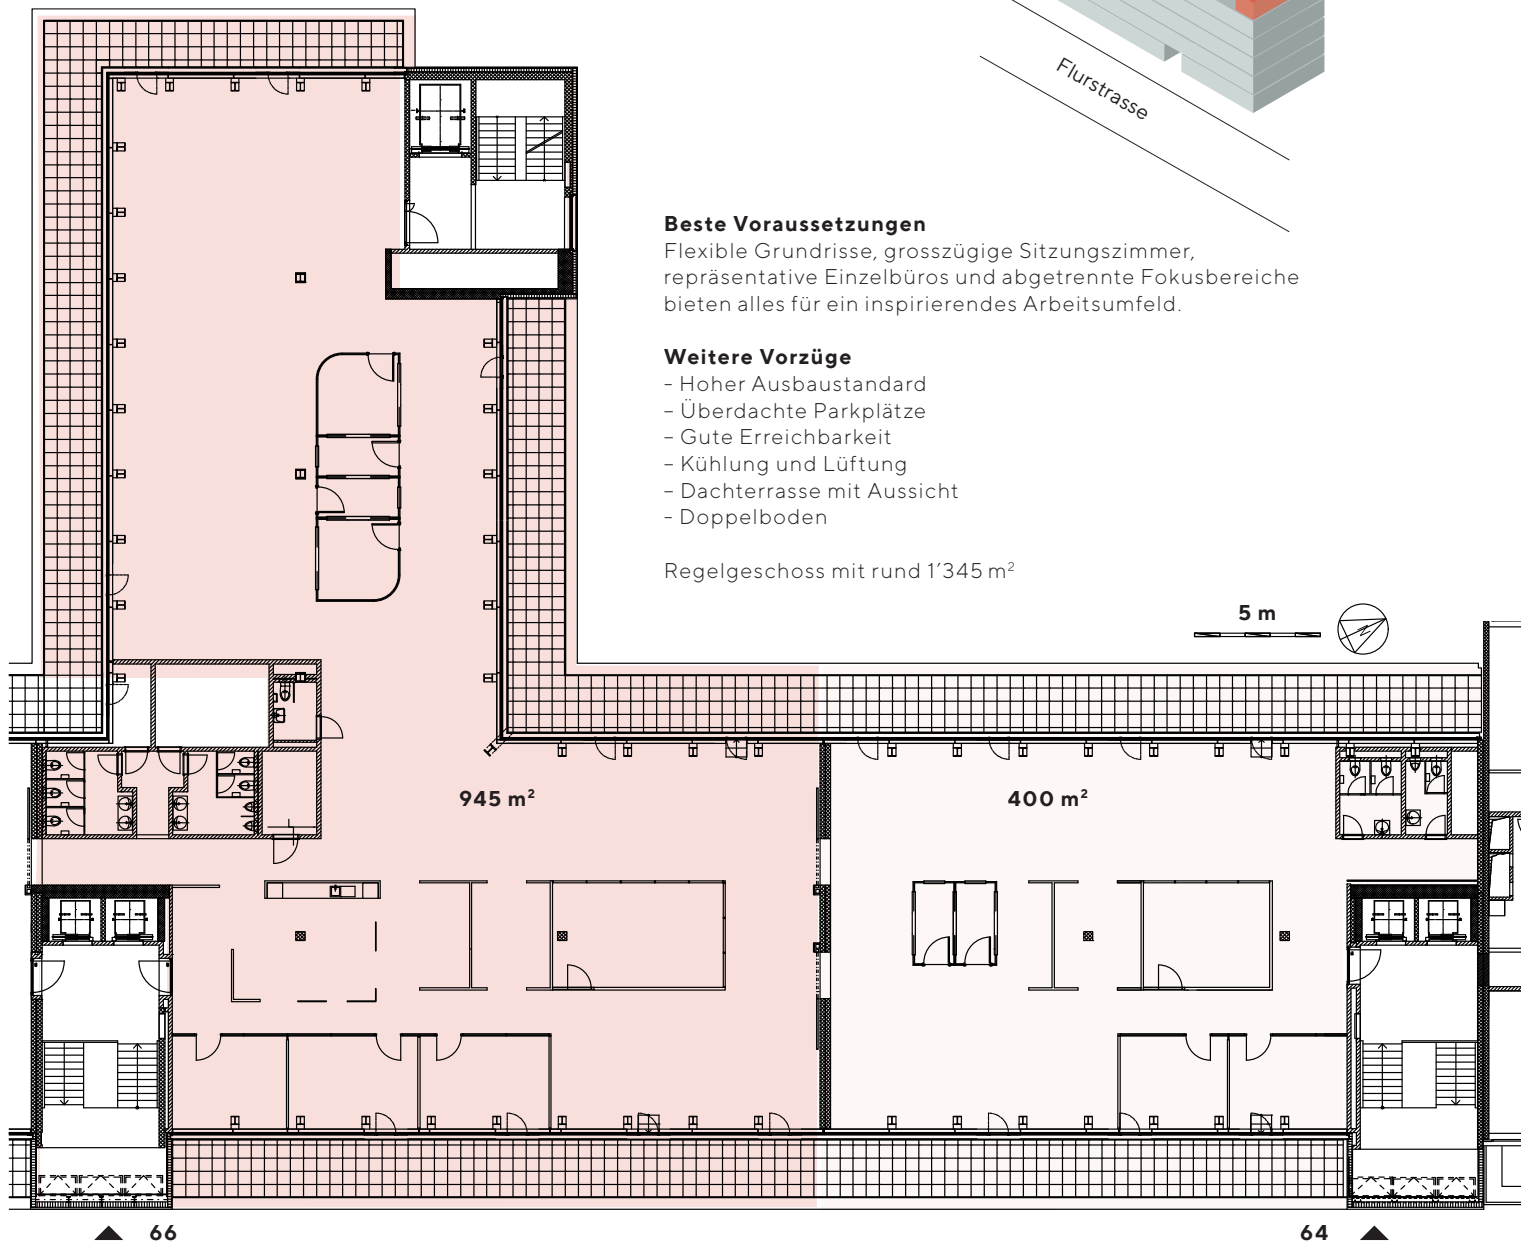 Flurstrasse
Beste Voraussetzungen
Flexible Grundrisse, grosszügige Sitzungszimmer,
repräsentative Einzelbüros und abgetrennte Fokusbereiche
bieten alles für ein inspirierendes Arbeitsumfeld.
Weitere Vorzüge
– Hoher Ausbaustandard
– Überdachte Parkplätze
– Gute Erreichbarkeit
– Kühlung und Lüftung
– Dachterrasse mit Aussicht
– Doppelboden
Regelgeschoss mit rund 1’345 m²
5 m
N
945 m²
400 m²
66
64